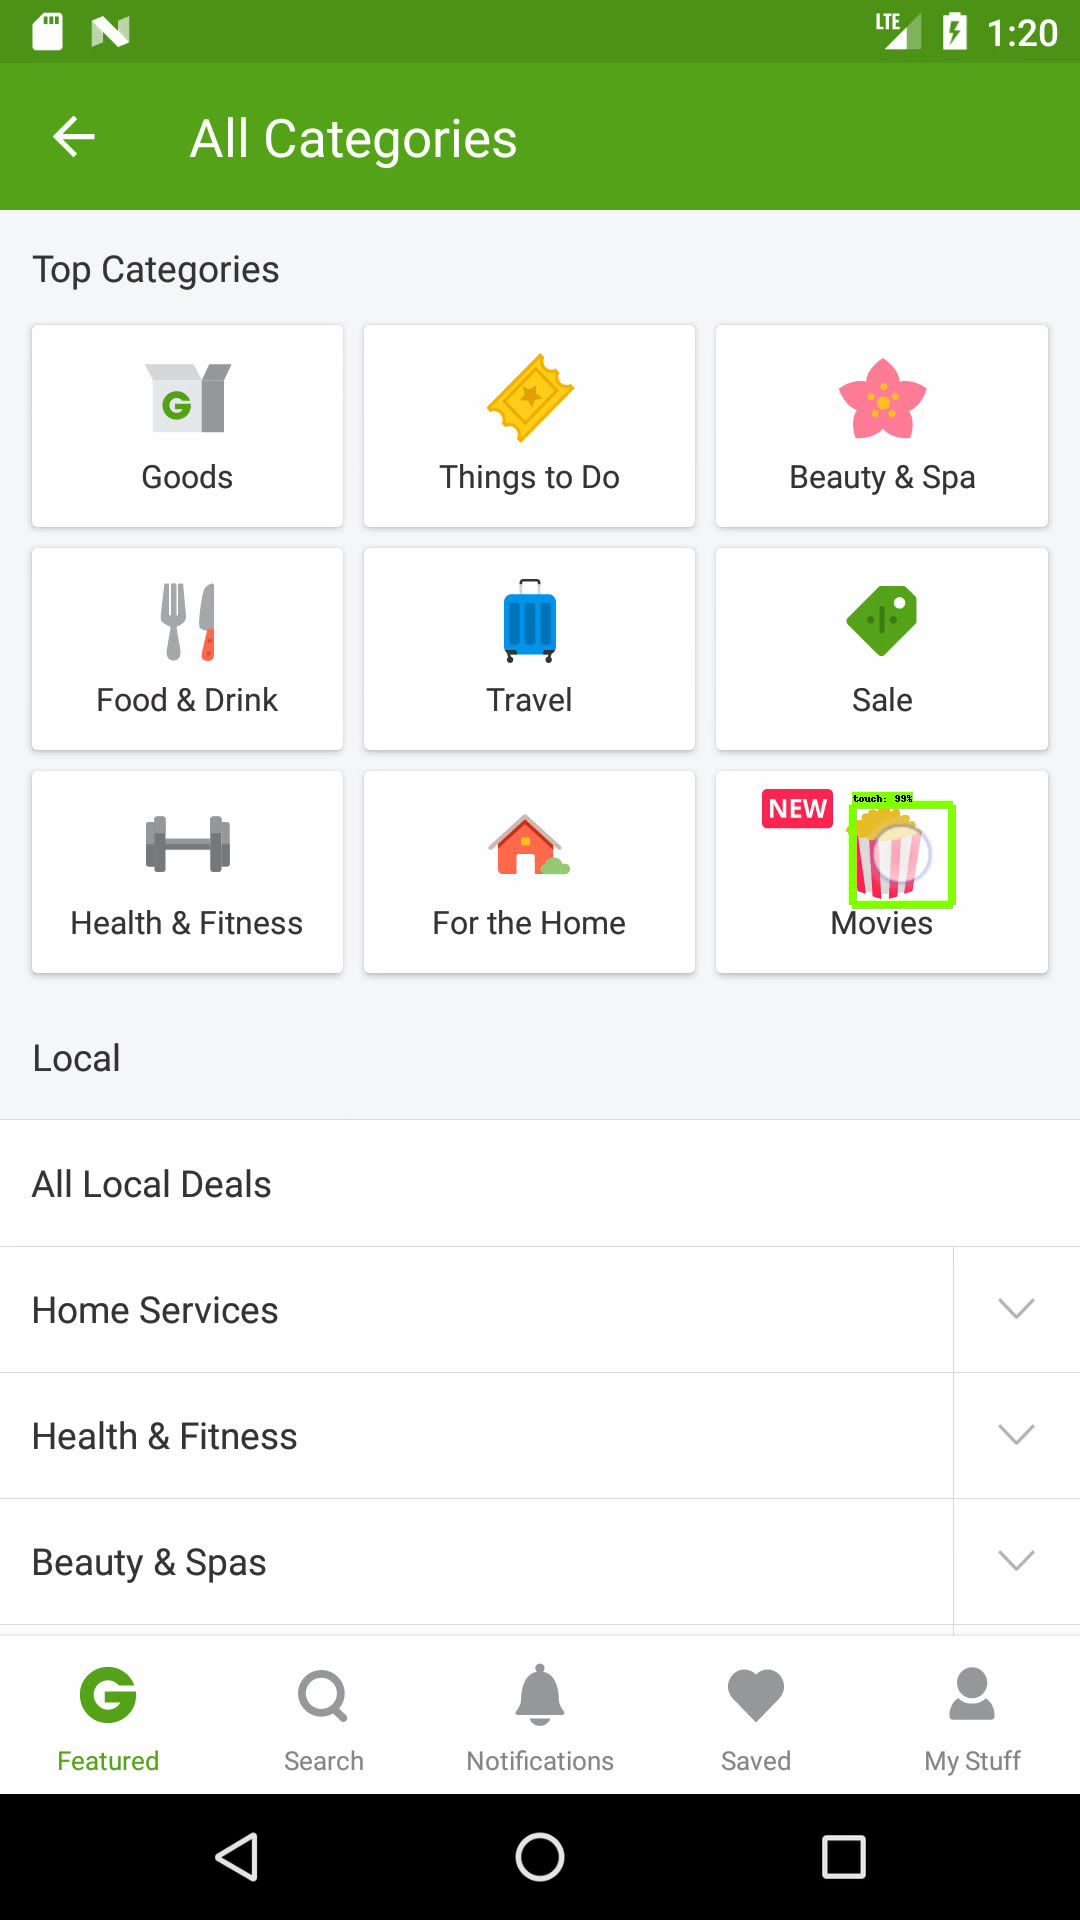 LTE 1:20
All Categories
Top Categories
Goods
Things to Do
Beauty & Spa
Food & Drink
Travel
Sale
NEW
touch: 99%
Health & Fitness
For the Home
Movies
Local
All Local Deals
Home Services
Health & Fitness
Beauty & Spas
Featured
Search
Notifications
Saved
My Stuff